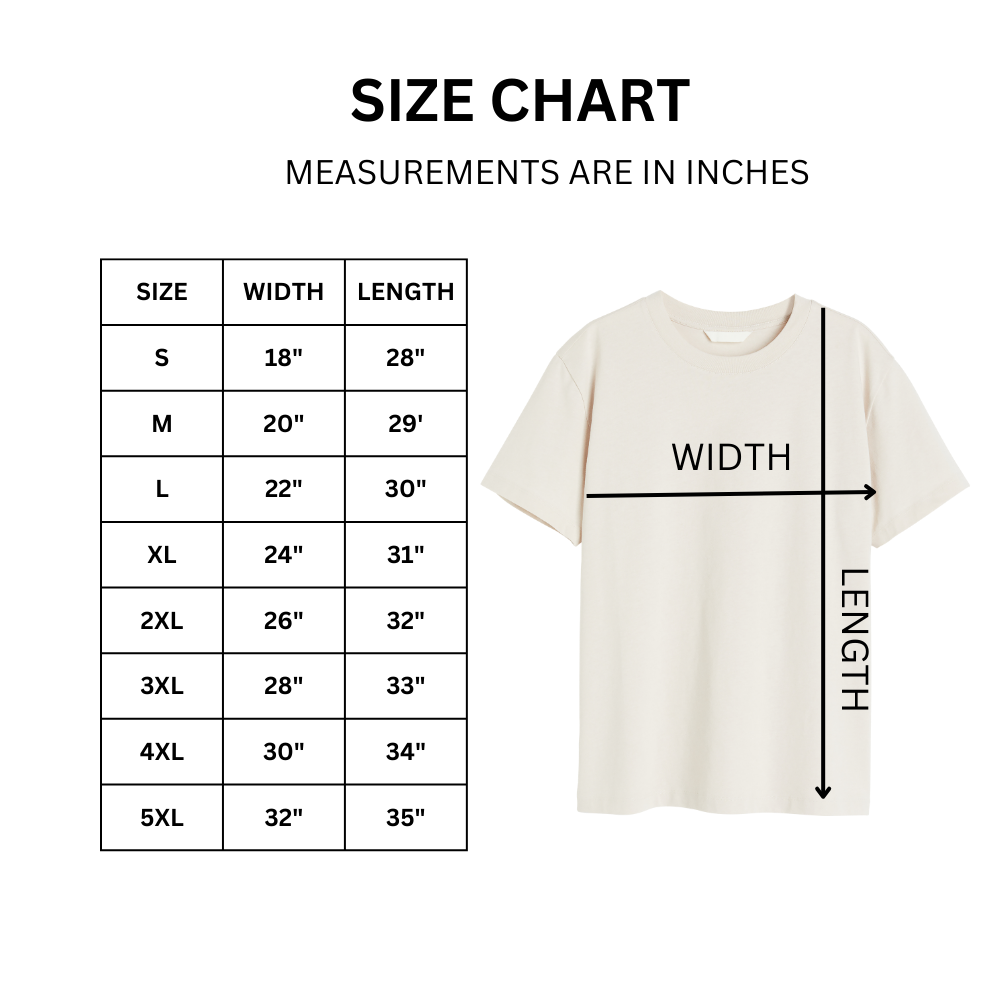 SIZE CHART
MEASUREMENTS ARE IN INCHES
SIZE WIDTH LENGTH
S 18" 28"
M 20" 29'
L 22" 30"
XL 24" 31"
2XL 26" 32"
3XL 28" 33"
4XL 30" 34"
5XL 32" 35"
WIDTH
LENGTH